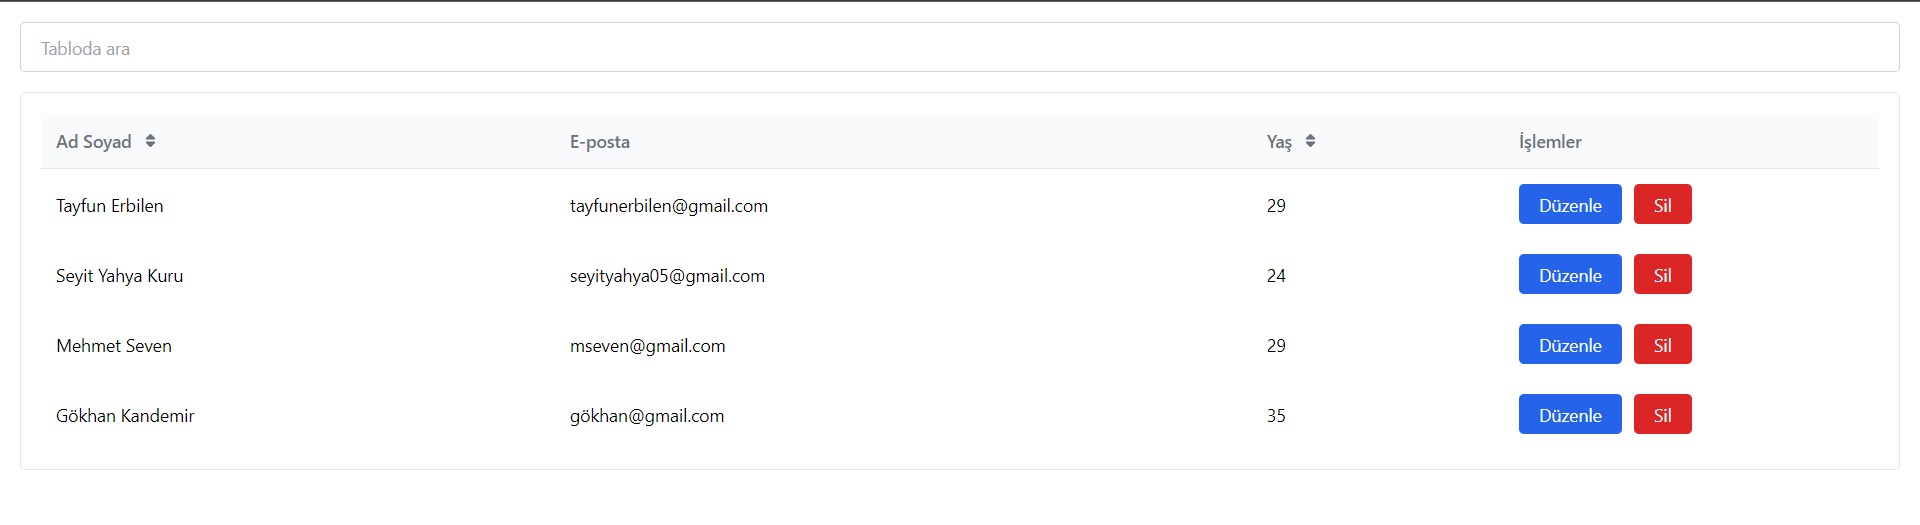 Tabloda ara
Ad Soyad E-posta Yaş İşlemler
Tayfun Erbilen tayfunerbilen@gmail.com 29 Düzenle Sil
Seyit Yahya Kuru seyityahya05@gmail.com 24 Düzenle Sil
Mehmet Seven mseven@gmail.com 29 Düzenle Sil
Gökhan Kandemir gökhan@gmail.com 35 Düzenle Sil